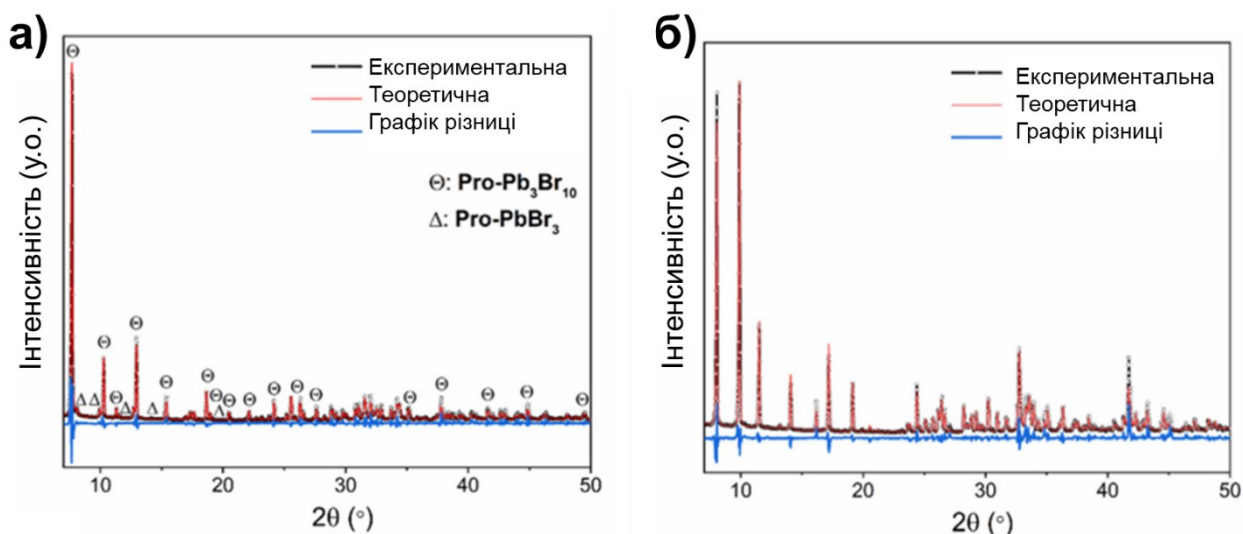 а)
Θ
Експериментальна
Теоретична
Графік різниці
Θ: Pro-Pb₃Br₁₀
Δ: Pro-PbBr₃
Θ Θ Θ Θ Θ Θ Θ Θ Θ Θ Θ Θ Θ Θ Θ Θ
Δ Δ Δ Δ Δ
Інтенсивність (у.о.)
10 20 30 40 50
2θ (°)
б)
Експериментальна
Теоретична
Графік різниці
Інтенсивність (у.о.)
10 20 30 40 50
2θ (°)